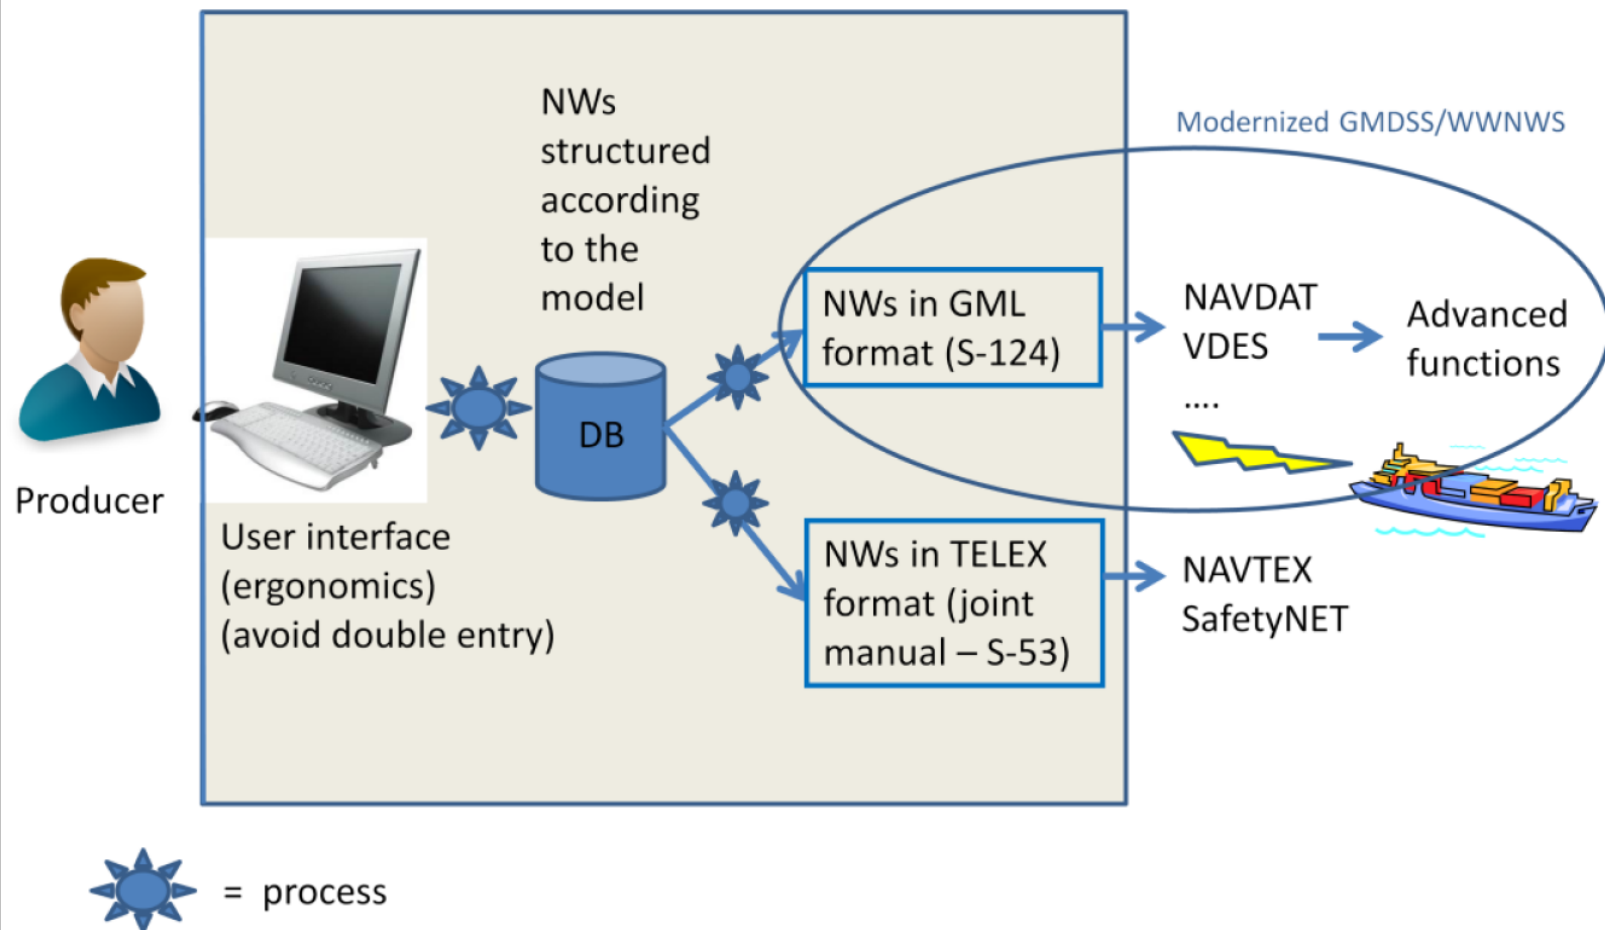 Producer
User interface
(ergonomics)
(avoid double entry)
NWs
structured
according
to the
model
DB
NWs in GML
format (S-124)
NWs in TELEX
format (joint
manual – S-53)
Modernized GMDSS/WWNWS
NAVDAT
VDES
....
Advanced
functions
NAVTEX
SafetyNET
= process